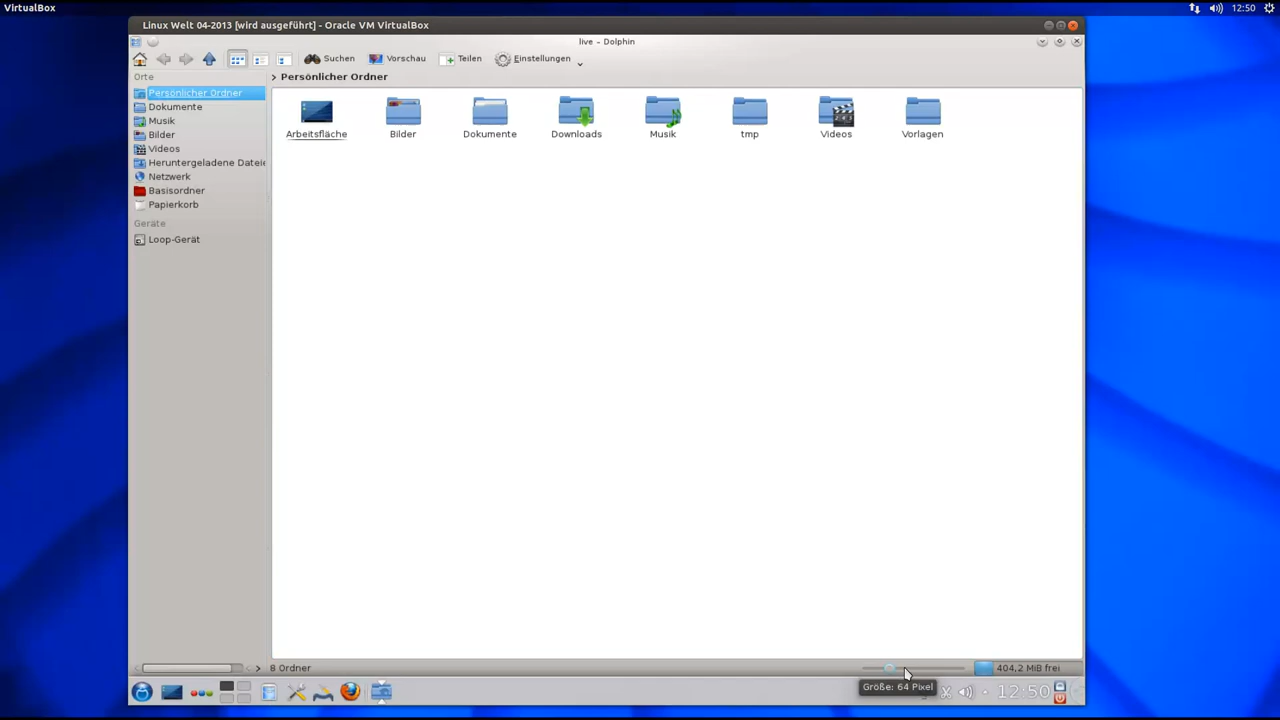 VirtualBox
12:50
Linux Welt 04-2013 [wird ausgeführt] - Oracle VM VirtualBox
live – Dolphin
Suchen
Vorschau
Teilen
Einstellungen
Orte
> Persönlicher Ordner
Persönlicher Ordner
Dokumente
Musik
Bilder
Videos
Heruntergeladene Dateie
Netzwerk
Basisordner
Papierkorb
Geräte
Loop-Gerät
Arbeitsfläche
Bilder
Dokumente
Downloads
Musik
tmp
Videos
Vorlagen
8 Ordner
404,2 MiB frei
Größe: 64 Pixel
12:50